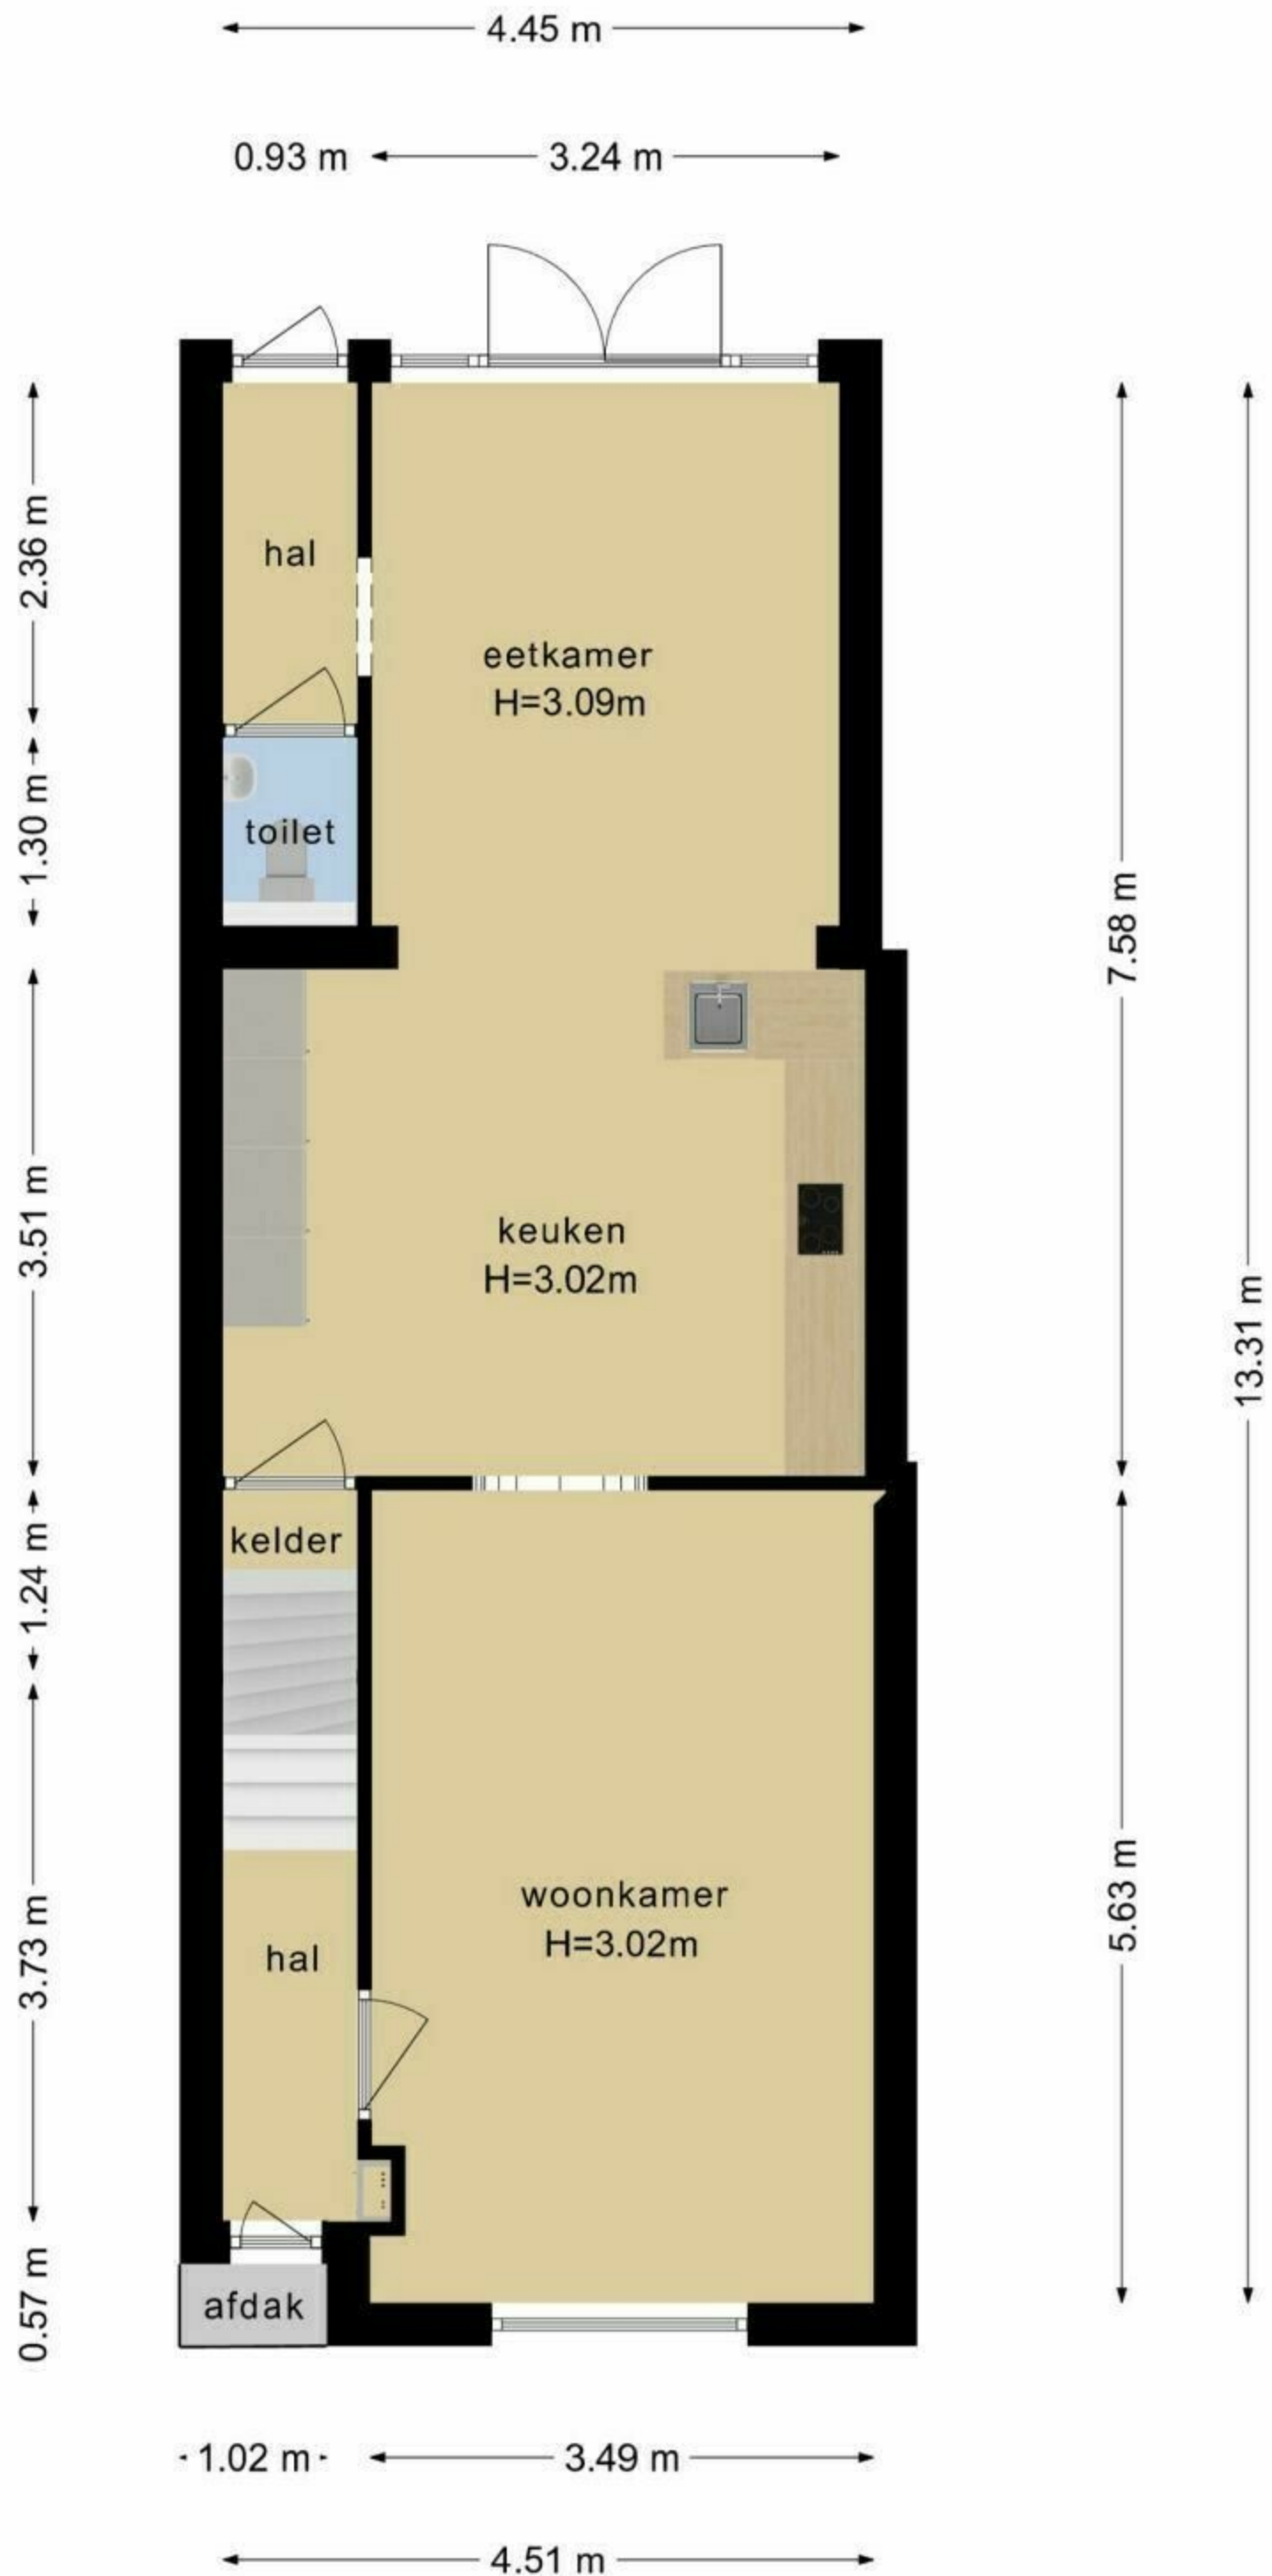 4.45 m
0.93 m
3.24 m
2.36 m
hal
eetkamer
H=3.09m
1.30 m
toilet
7.58 m
3.51 m
keuken
H=3.02m
13.31 m
1.24 m
kelder
3.73 m
hal
woonkamer
H=3.02m
5.63 m
0.57 m
afdak
1.02 m
3.49 m
4.51 m